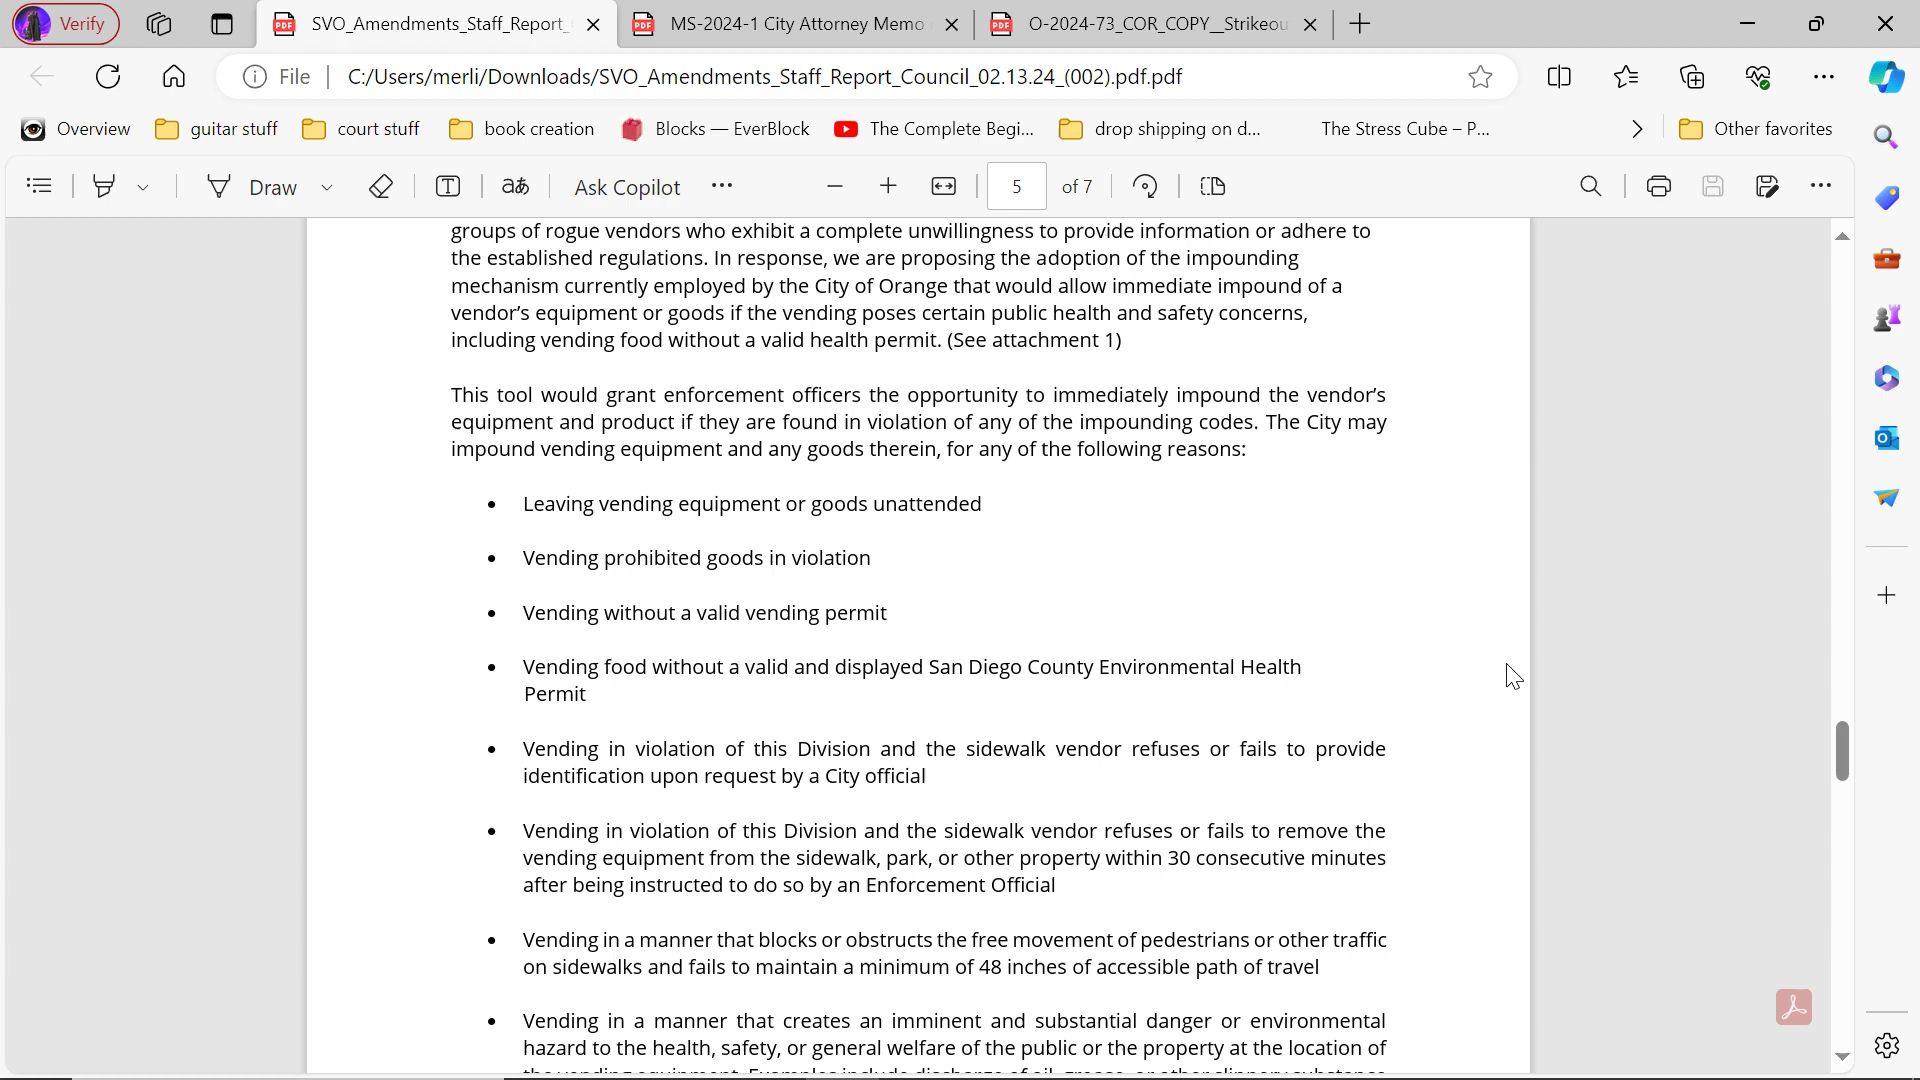 Verify
SVO_Amendments_Staff_Report_
MS-2024-1 City Attorney Memo
O-2024-73_COR_COPY__Strikeou
File
C:/Users/merli/Downloads/SVO_Amendments_Staff_Report_Council_02.13.24_(002).pdf.pdf
Overview
guitar stuff
court stuff
book creation
Blocks — EverBlock
The Complete Begi...
drop shipping on d...
The Stress Cube – P...
Other favorites
Draw
aあ
Ask Copilot
5
of 7
groups of rogue vendors who exhibit a complete unwillingness to provide information or adhere to
the established regulations. In response, we are proposing the adoption of the impounding
mechanism currently employed by the City of Orange that would allow immediate impound of a
vendor’s equipment or goods if the vending poses certain public health and safety concerns,
including vending food without a valid health permit. (See attachment 1)
This tool would grant enforcement officers the opportunity to immediately impound the vendor’s
equipment and product if they are found in violation of any of the impounding codes. The City may
impound vending equipment and any goods therein, for any of the following reasons:
• Leaving vending equipment or goods unattended
• Vending prohibited goods in violation
• Vending without a valid vending permit
• Vending food without a valid and displayed San Diego County Environmental Health
Permit
• Vending in violation of this Division and the sidewalk vendor refuses or fails to provide
identification upon request by a City official
• Vending in violation of this Division and the sidewalk vendor refuses or fails to remove the
vending equipment from the sidewalk, park, or other property within 30 consecutive minutes
after being instructed to do so by an Enforcement Official
• Vending in a manner that blocks or obstructs the free movement of pedestrians or other traffic
on sidewalks and fails to maintain a minimum of 48 inches of accessible path of travel
• Vending in a manner that creates an imminent and substantial danger or environmental
hazard to the health, safety, or general welfare of the public or the property at the location of